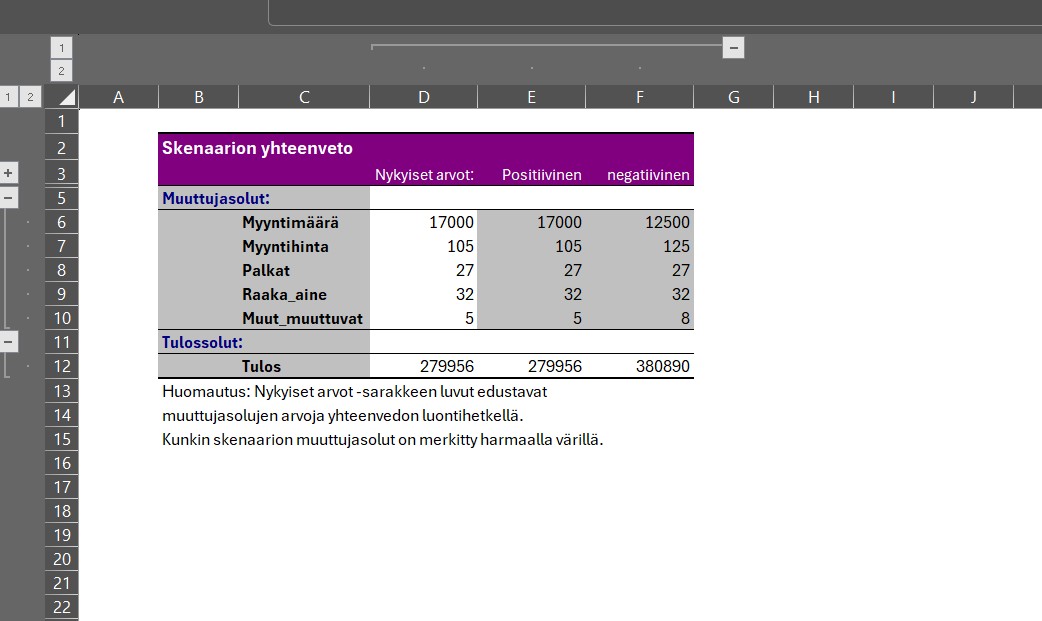 1
2
1 2 A B C D E F G H I J
1
2 Skenaarion yhteenveto
3 Nykyiset arvot: Positiivinen negatiivinen
5 Muuttujasolut:
6 Myyntimäärä 17000 17000 12500
7 Myyntihinta 105 105 125
8 Palkat 27 27 27
9 Raaka_aine 32 32 32
10 Muut_muuttuvat 5 5 8
11 Tulossolut:
12 Tulos 279956 279956 380890
13 Huomautus: Nykyiset arvot -sarakkeen luvut edustavat
14 muuttujasolujen arvoja yhteenvedon luontihetkellä.
15 Kunkin skenaarion muuttujasolut on merkitty harmaalla värillä.
16
17
18
19
20
21
22